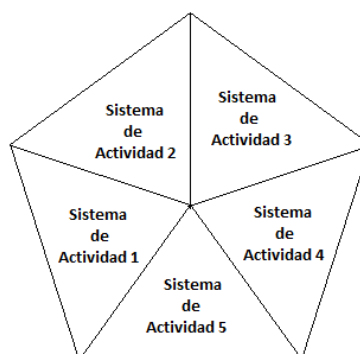 Sistema
de
Actividad 2
Sistema
de
Actividad 3
Sistema
de
Actividad 1
Sistema
de
Actividad 4
Sistema
de
Actividad 5